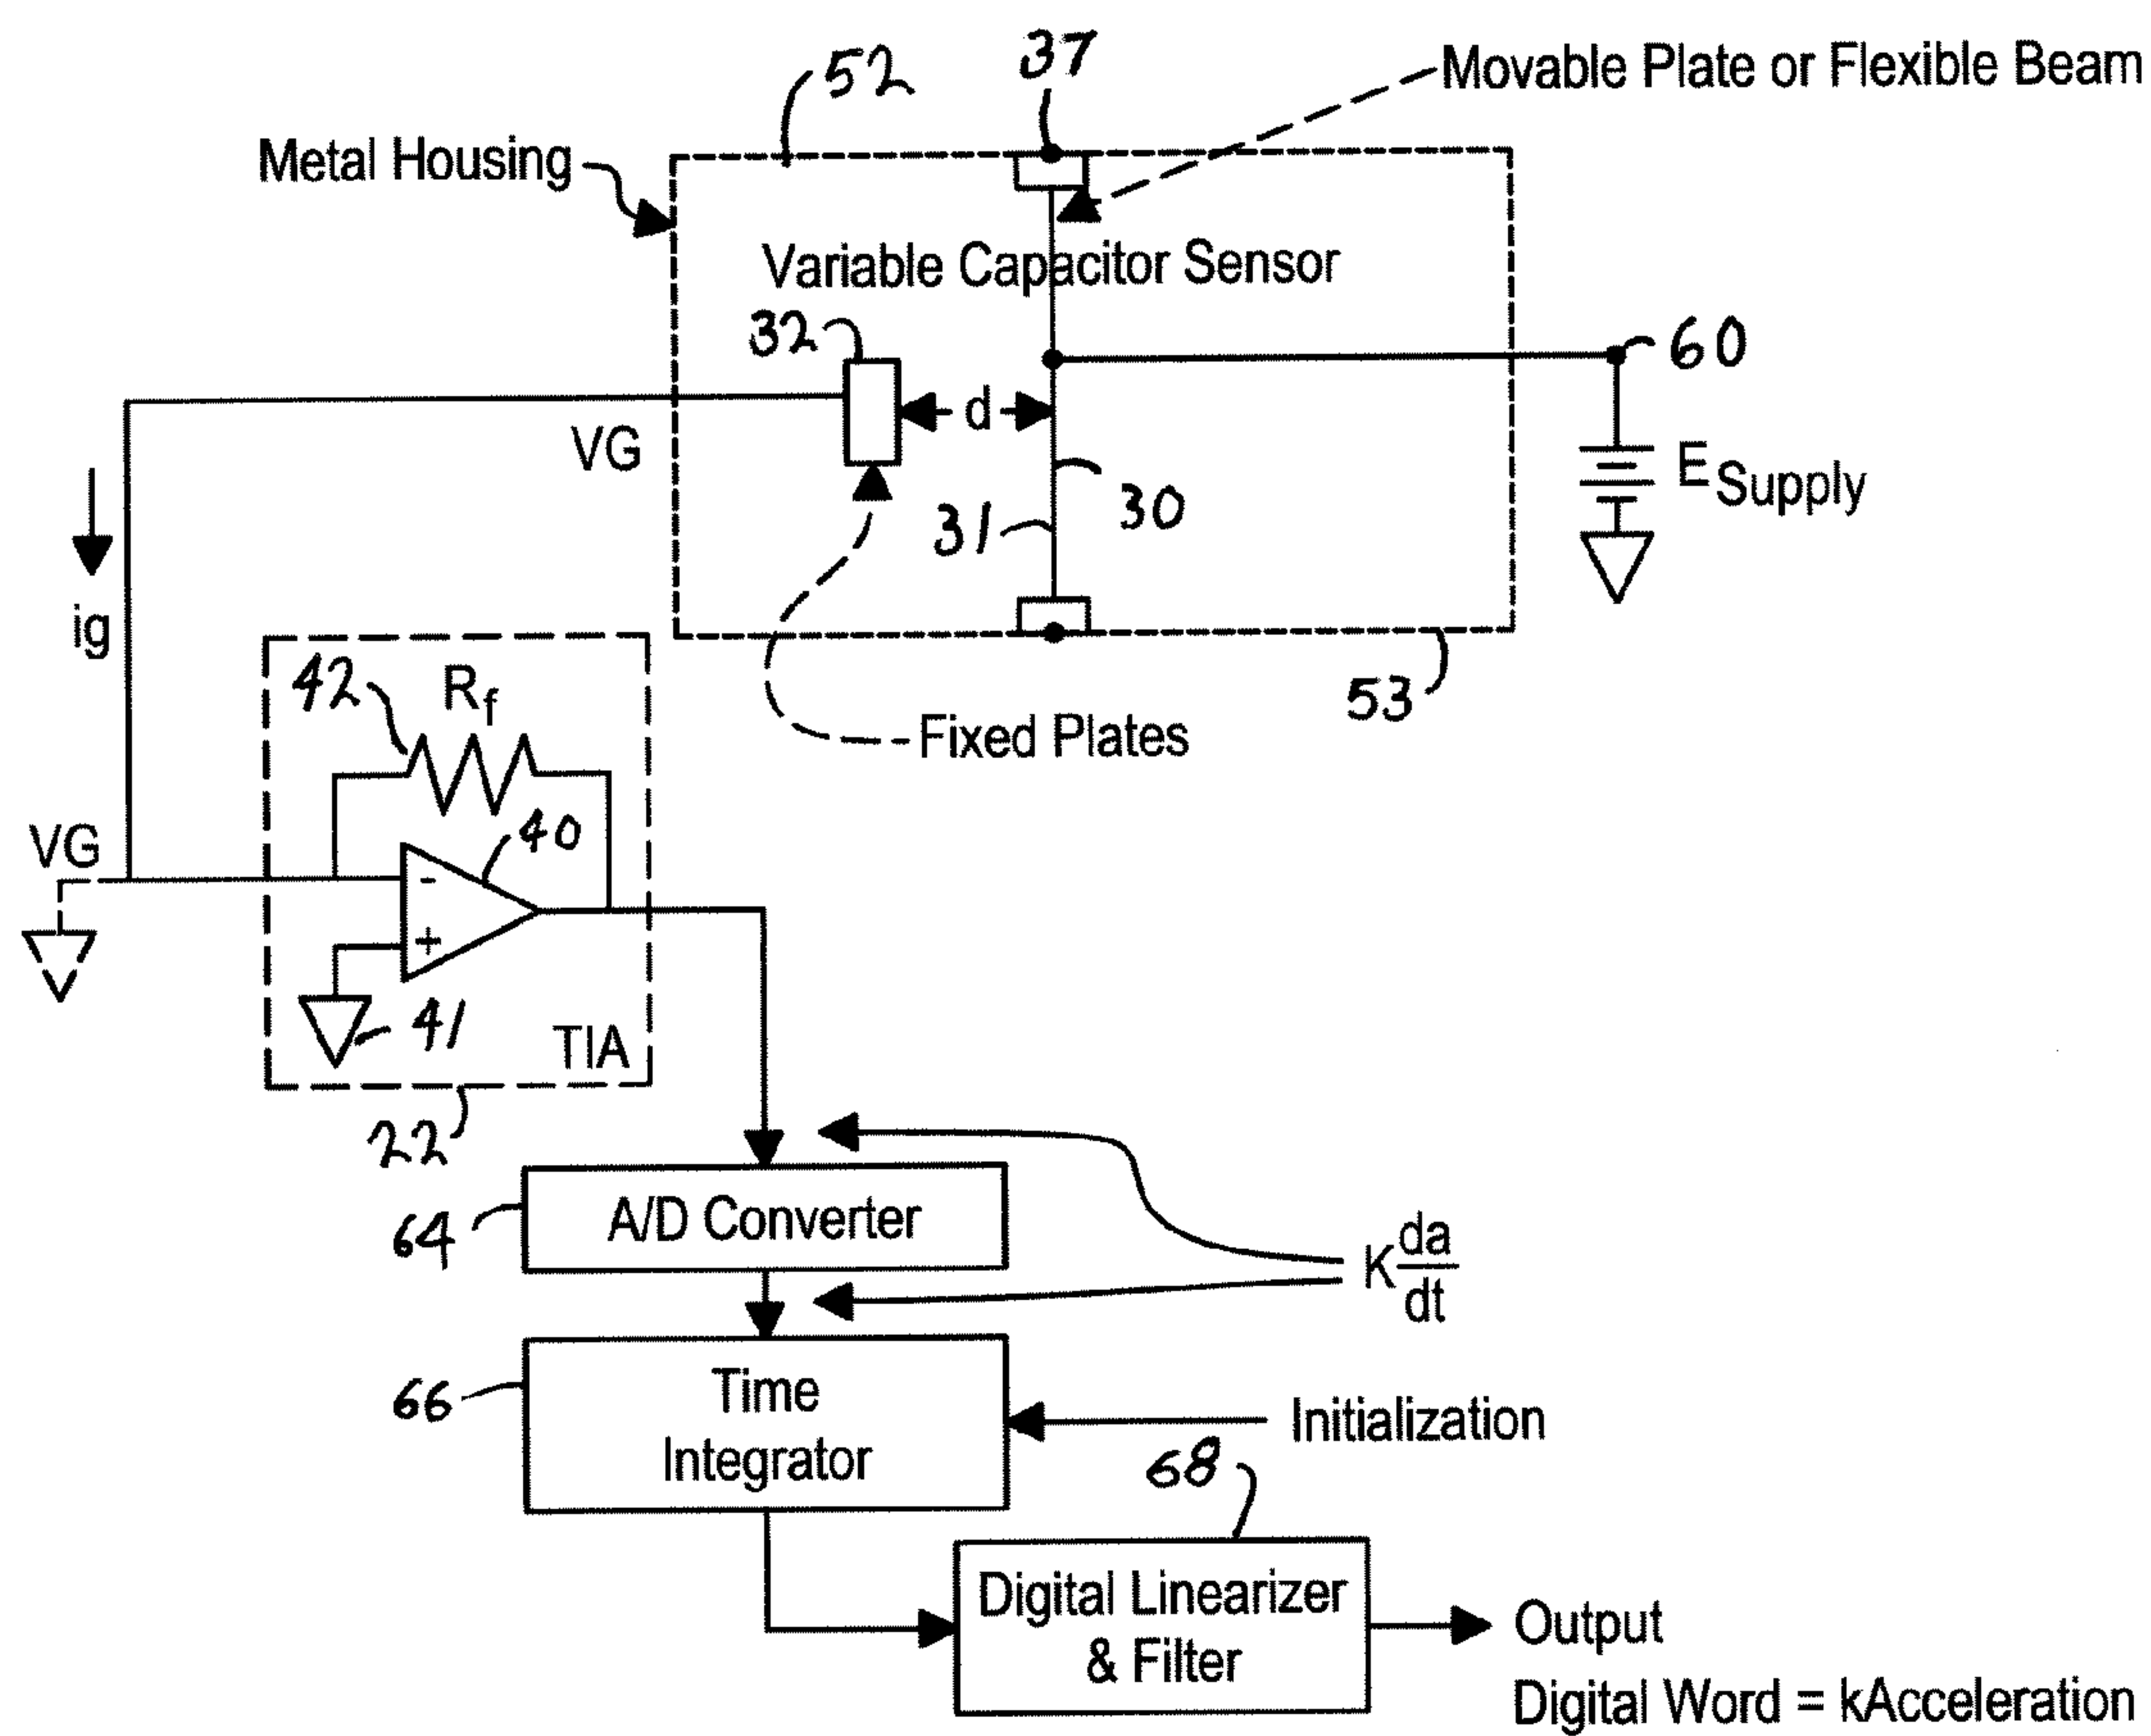 52
37
Movable Plate or Flexible Beam
Metal Housing
Variable Capacitor Sensor
32
60
d
VG
E Supply
30
31
ig
42
Rf
53
Fixed Plates
VG
40
-
+
41
TIA
22
A/D Converter
64
K da/dt
Time
Integrator
66
Initialization
68
Digital Linearizer
& Filter
Output
Digital Word = kAcceleration